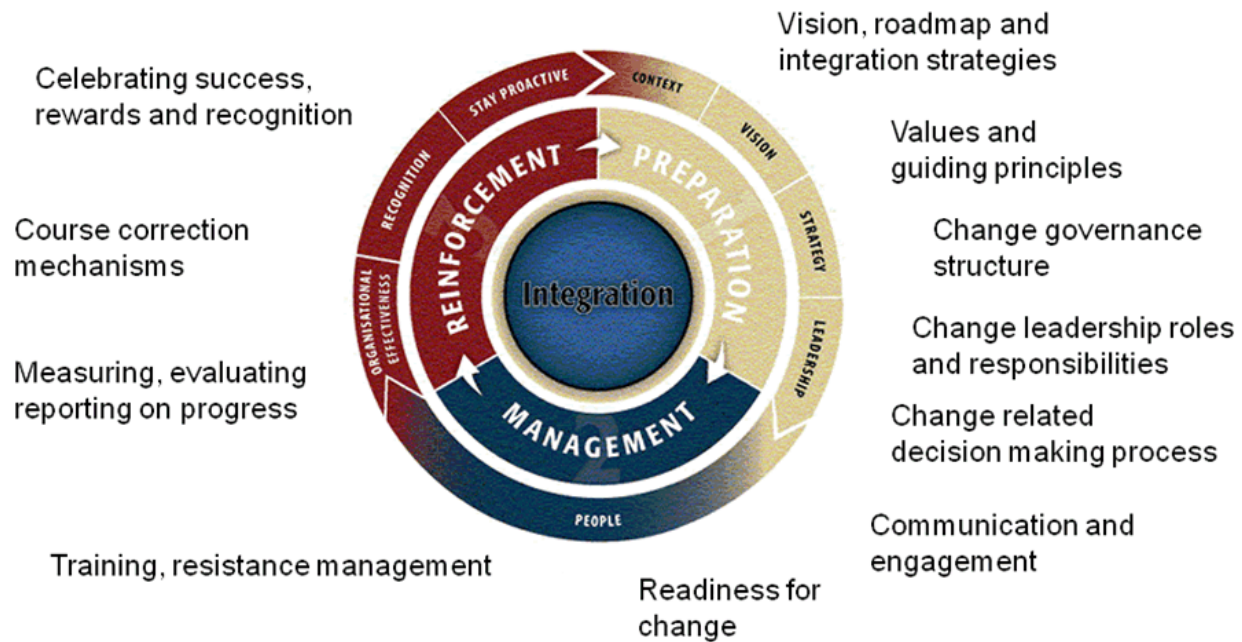 Vision, roadmap and
integration strategies
Celebrating success,
rewards and recognition
Values and
guiding principles
Course correction
mechanisms
Change governance
structure
Change leadership roles
and responsibilities
Measuring, evaluating
reporting on progress
Change related
decision making process
Communication and
engagement
Training, resistance management
Readiness for
change
STAY PROACTIVE
CONTEXT
VISION
STRATEGY
LEADERSHIP
PEOPLE
ORGANISATIONAL
EFFECTIVENESS
RECOGNITION
REINFORCEMENT
3
PREPARATION
MANAGEMENT
2
Integration